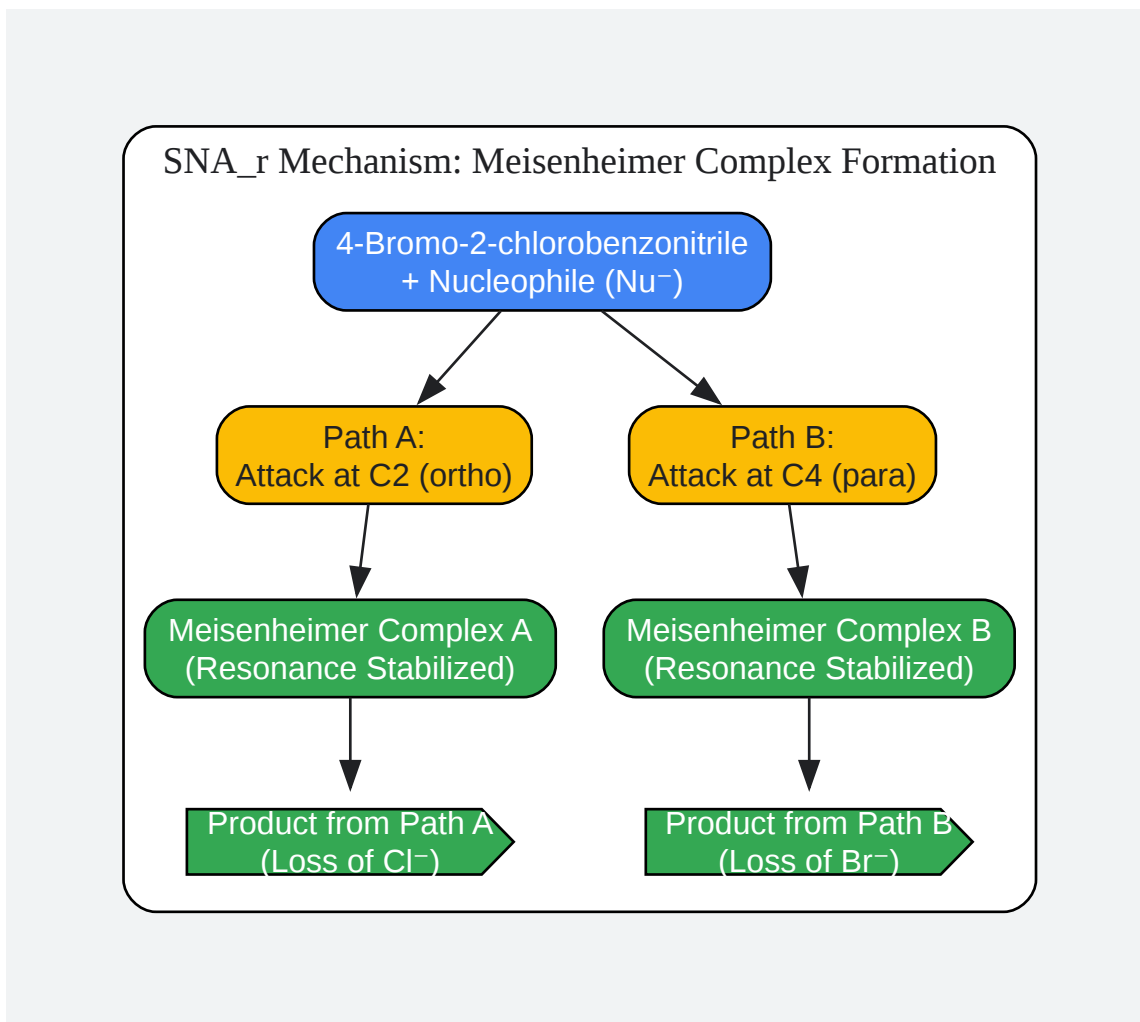 SNA_r Mechanism: Meisenheimer Complex Formation
4-Bromo-2-chlorobenzonitrile
+ Nucleophile (Nu⁻)
Path A:
Attack at C2 (ortho)
Path B:
Attack at C4 (para)
Meisenheimer Complex A
(Resonance Stabilized)
Meisenheimer Complex B
(Resonance Stabilized)
Product from Path A
(Loss of Cl⁻)
Product from Path B
(Loss of Br⁻)